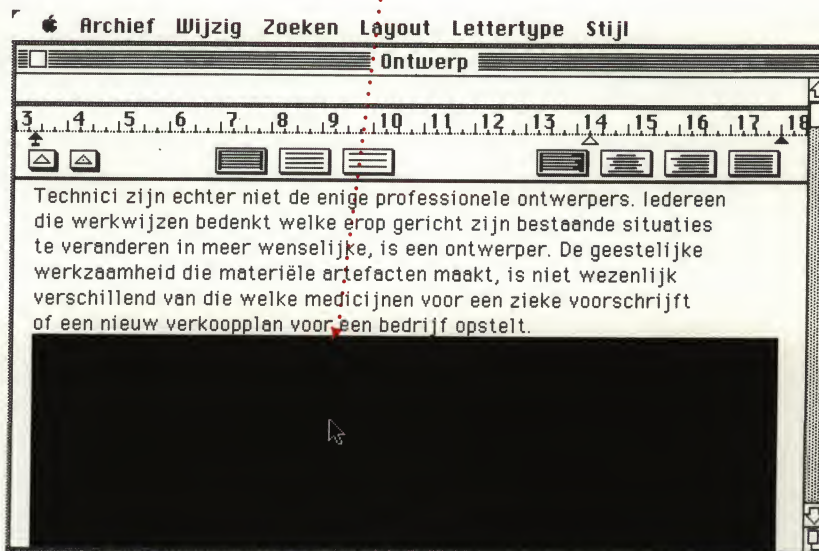 Archief Wijzig Zoeken Layout Lettertype Stijl
Ontwerp
3 4 5 6 7 8 9 10 11 12 13 14 15 16 17 18
Technici zijn echter niet de enige professionele ontwerpers. Iedereen
die werkwijzen bedenkt welke erop gericht zijn bestaande situaties
te veranderen in meer wenselijke, is een ontwerper. De geestelijke
werkzaamheid die materiële artefacten maakt, is niet wezenlijk
verschillend van die welke medicijnen voor een zieke voorschrijft
of een nieuw verkoopplan voor een bedrijf opstelt.